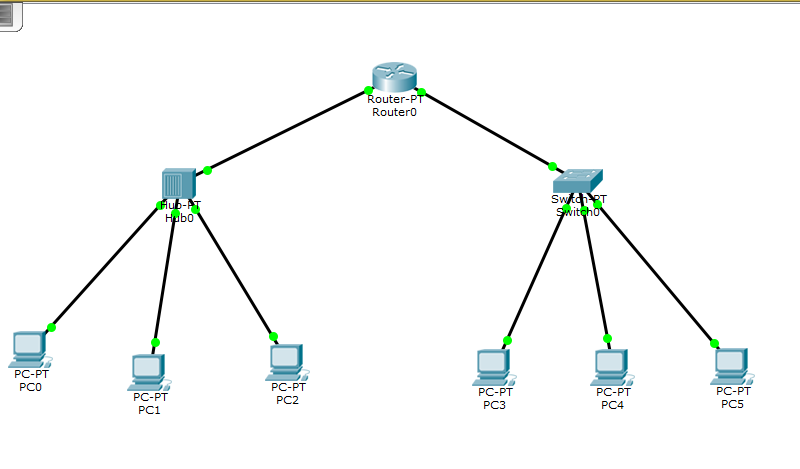 Router-PT
Router0
Hub-PT
Hub0
Switch-PT
Switch0
PC-PT
PC0
PC-PT
PC1
PC-PT
PC2
PC-PT
PC3
PC-PT
PC4
PC-PT
PC5